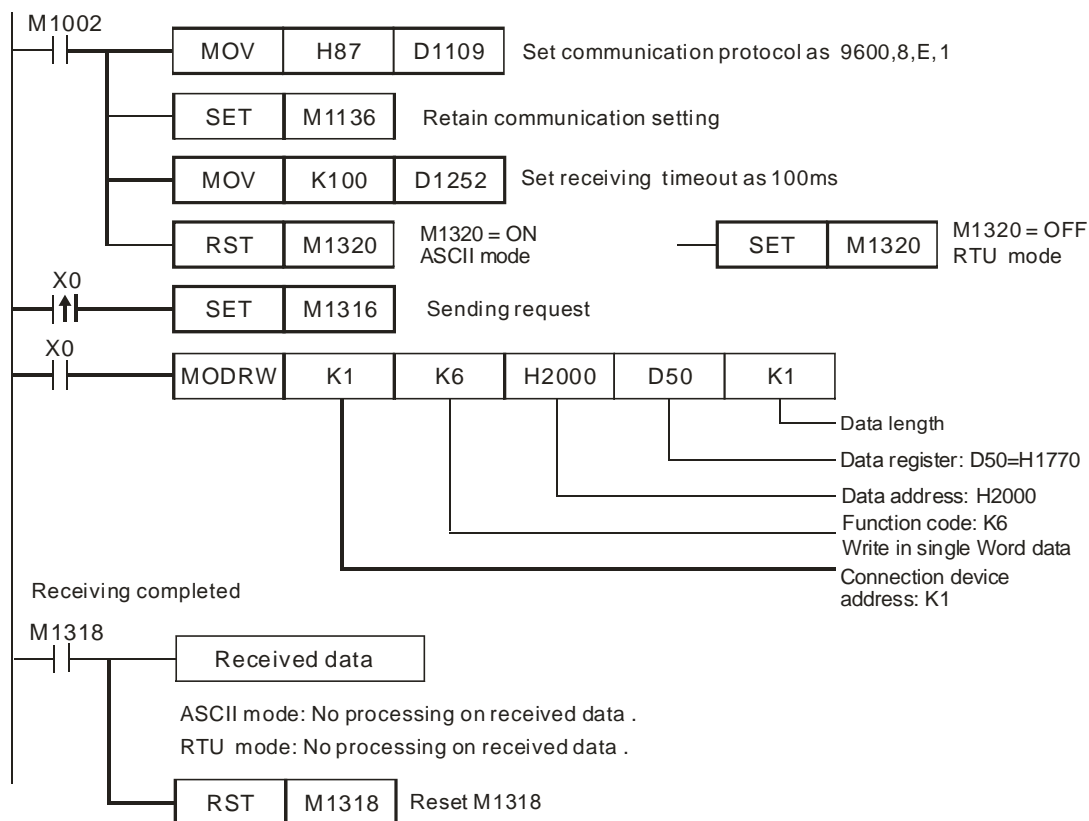 M1002
MOV H87 D1109 Set communication protocol as 9600,8,E,1
SET M1136 Retain communication setting
MOV K100 D1252 Set receiving timeout as 100ms
RST M1320 M1320 = ON
ASCII mode
SET M1320 M1320 = OFF
RTU mode
X0
SET M1316 Sending request
X0
MODRW K1 K6 H2000 D50 K1
Data length
Data register: D50=H1770
Data address: H2000
Function code: K6
Write in single Word data
Connection device
address: K1
Receiving completed
M1318
Received data
ASCII mode: No processing on received data .
RTU mode: No processing on received data .
RST M1318 Reset M1318